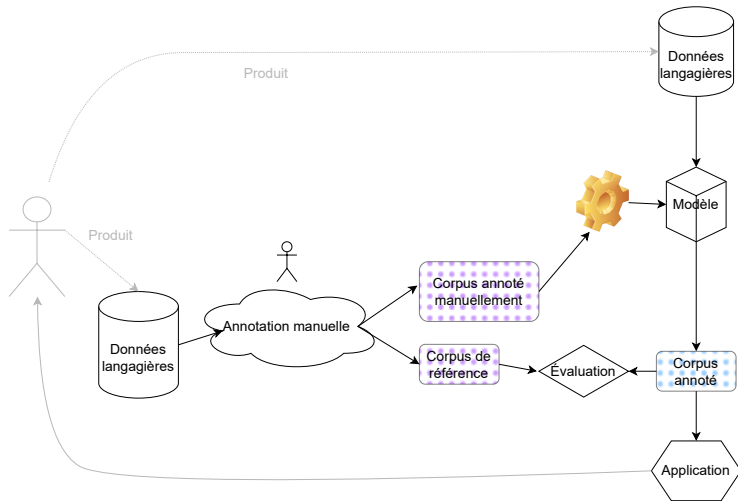 Données
langagières
Produit
Modèle
Produit
Corpus annoté
manuellement
Annotation manuelle
Données
langagières
Corpus de
référence
Évaluation
Corpus
annoté
Application